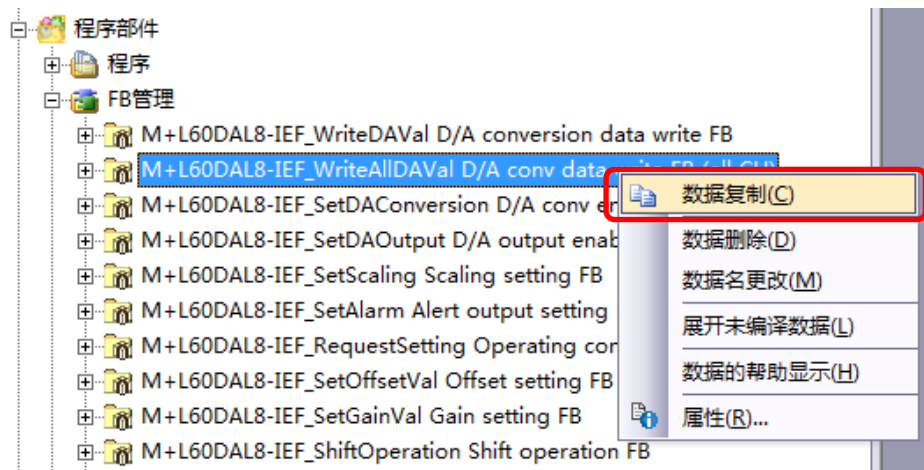 程序部件
程序
FB管理
M+L60DAL8-IEF_WriteDAVal D/A conversion data write FB
M+L60DAL8-IEF_WriteAllDAVal D/A conv data
M+L60DAL8-IEF_SetDAConversion D/A conv
M+L60DAL8-IEF_SetDAOutput D/A output
M+L60DAL8-IEF_SetScaling Scaling setting FB
M+L60DAL8-IEF_SetAlarm Alert output setting
M+L60DAL8-IEF_RequestSetting Operating
M+L60DAL8-IEF_SetOffsetVal Offset setting FB
M+L60DAL8-IEF_SetGainVal Gain setting FB
M+L60DAL8-IEF_ShiftOperation Shift operation FB
数据复制(C)
数据删除(D)
数据名更改(M)
展开未编译数据(L)
数据的帮助显示(H)
属性(R)...